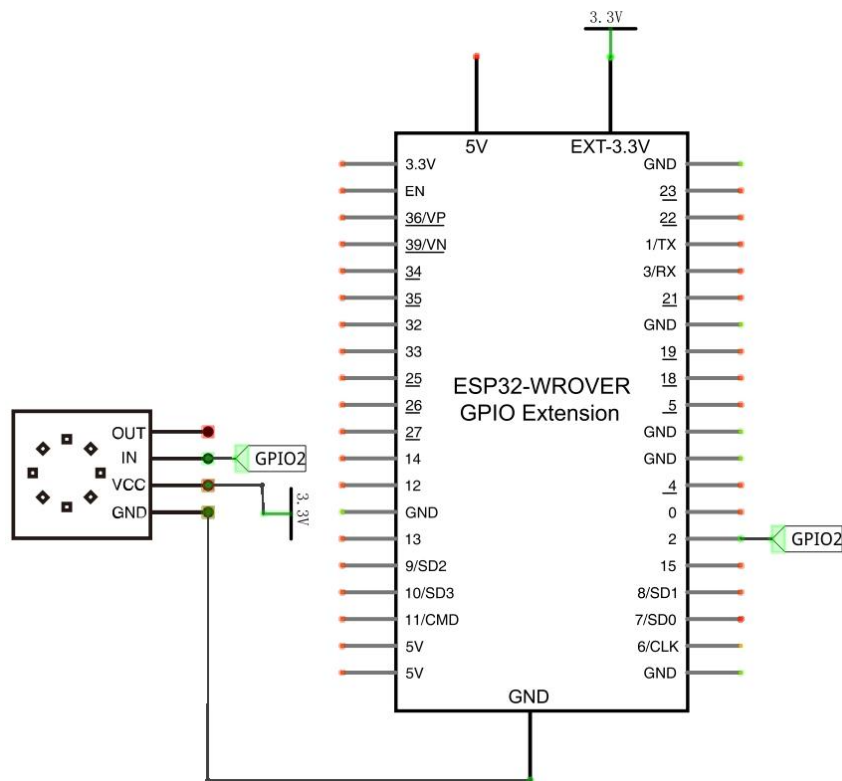 3.3V
5V
EXT-3.3V
3.3V
EN
36/VP
39/VN
34
35
32
33
25
26
27
14
12
GND
13
9/SD2
10/SD3
11/CMD
5V
5V
ESP32-WROVER
GPIO Extension
GND
23
22
1/TX
3/RX
21
GND
19
18
5
GND
GND
4
0
2
15
8/SD1
7/SD0
6/CLK
GND
GND
GPIO2
OUT
IN
VCC
GND
GPIO2
3.3V